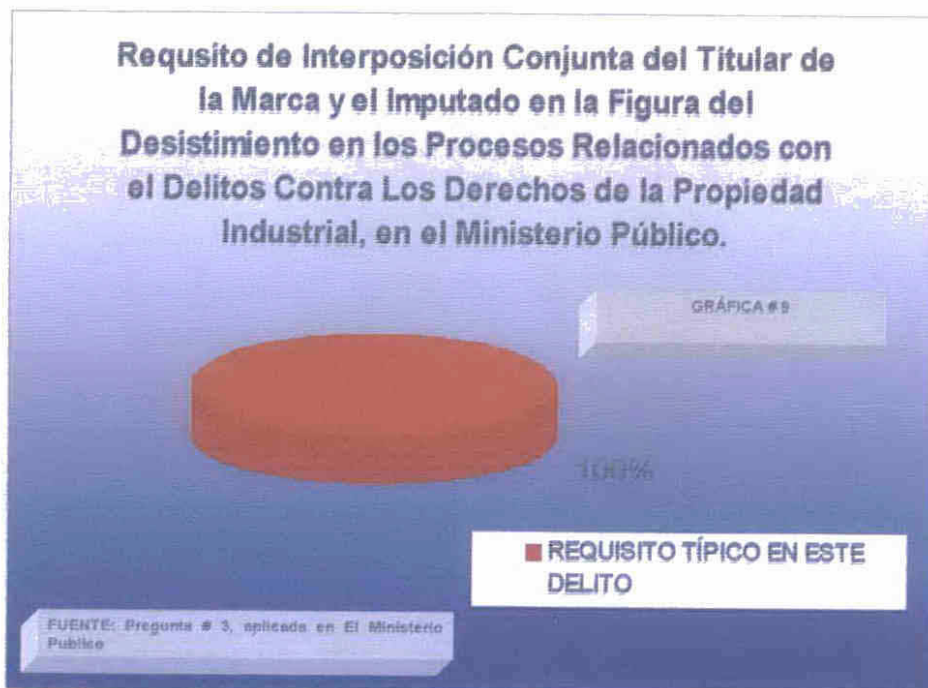 Requsito de Interposición Conjunta del Titular de
la Marca y el Imputado en la Figura del
Desistimiento en los Procesos Relacionados con
el Delitos Contra Los Derechos de la Propiedad
Industrial, en el Ministerio Público.
GRÁFICA # 9
100%
REQUISITO TÍPICO EN ESTE
DELITO
FUENTE: Pregunta # 3, aplicada en El Ministerio
Publico